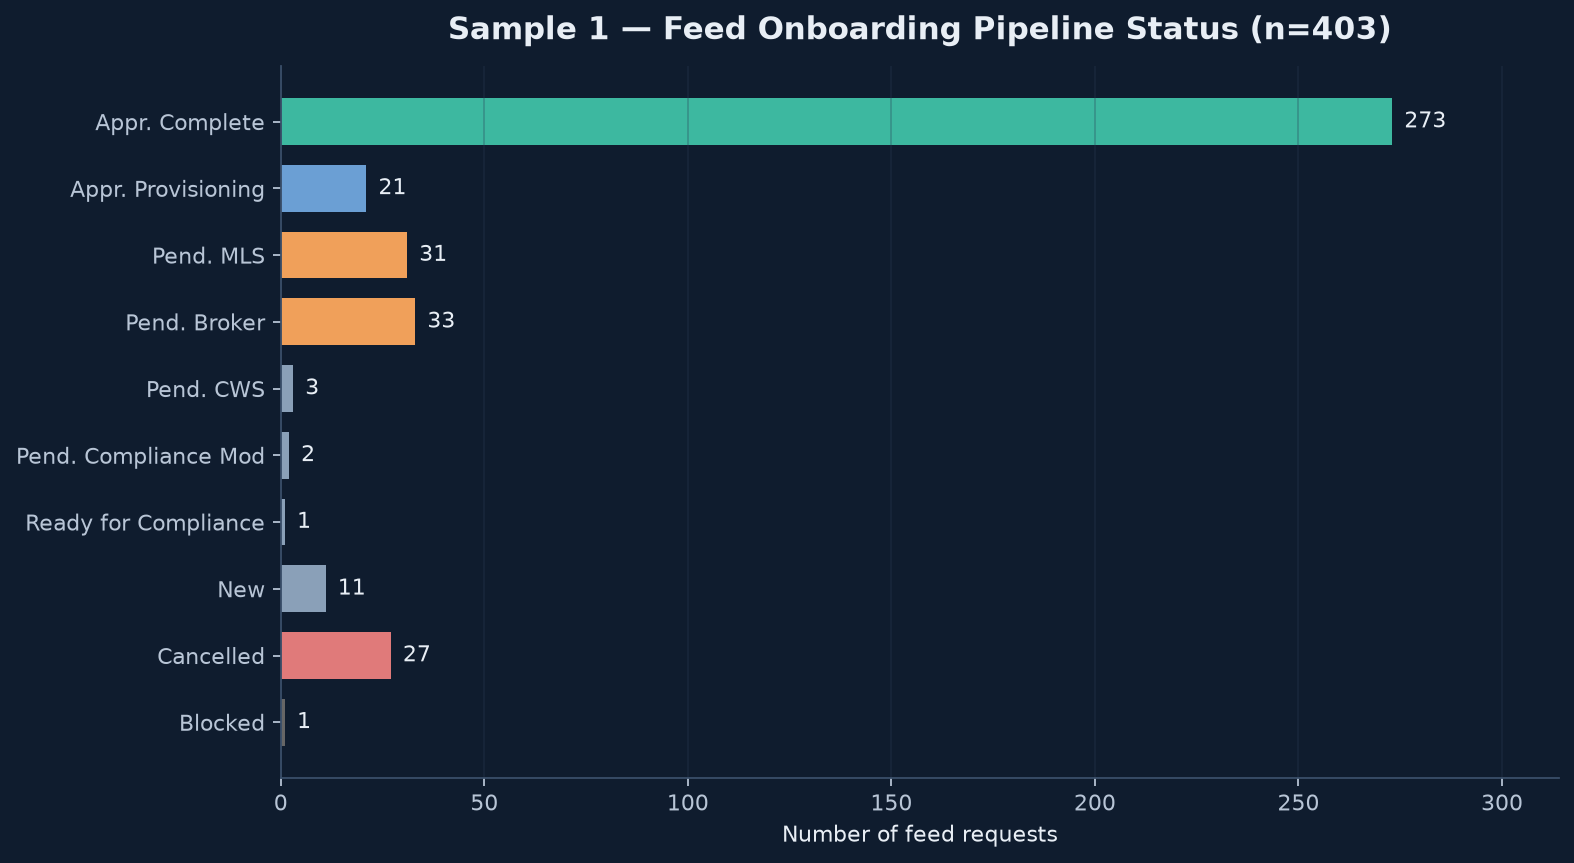 Sample 1 — Feed Onboarding Pipeline Status (n=403)
Appr. Complete 273
Appr. Provisioning 21
Pend. MLS 31
Pend. Broker 33
Pend. CWS 3
Pend. Compliance Mod 2
Ready for Compliance 1
New 11
Cancelled 27
Blocked 1
0 50 100 150 200 250 300
Number of feed requests